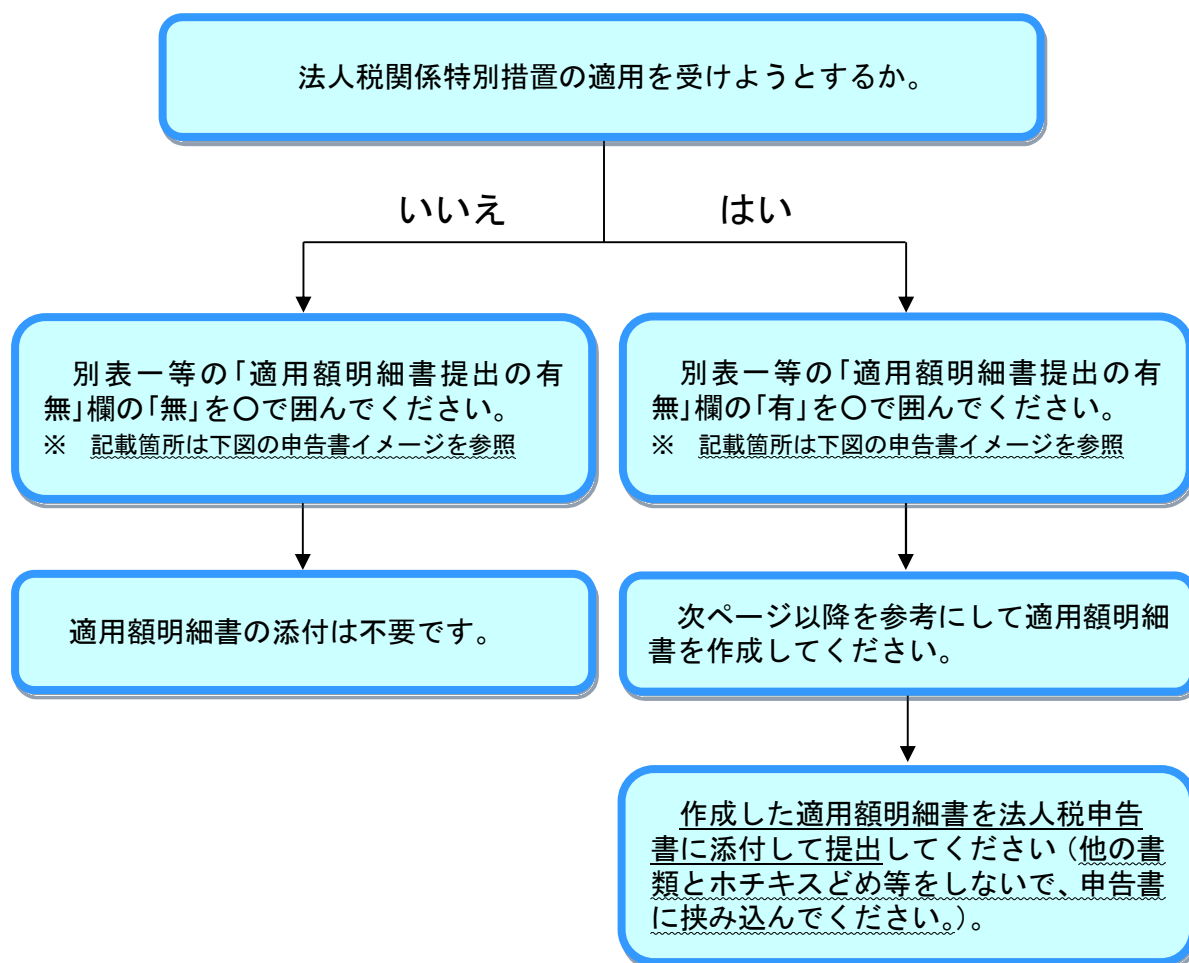 法人税関係特別措置の適用を受けようとするか。
いいえ
はい
別表一等の「適用額明細書提出の有
無」欄の「無」を〇で囲んでください。
※ 記載箇所は下図の申告書イメージを参照
別表一等の「適用額明細書提出の有
無」欄の「有」を〇で囲んでください。
※ 記載箇所は下図の申告書イメージを参照
適用額明細書の添付は不要です。
次ページ以降を参考にして適用額明細
書を作成してください。
作成した適用額明細書を法人税申告
書に添付して提出してください（他の書
類とホチキスどめ等をしないで、申告書
に挟み込んでください。）。